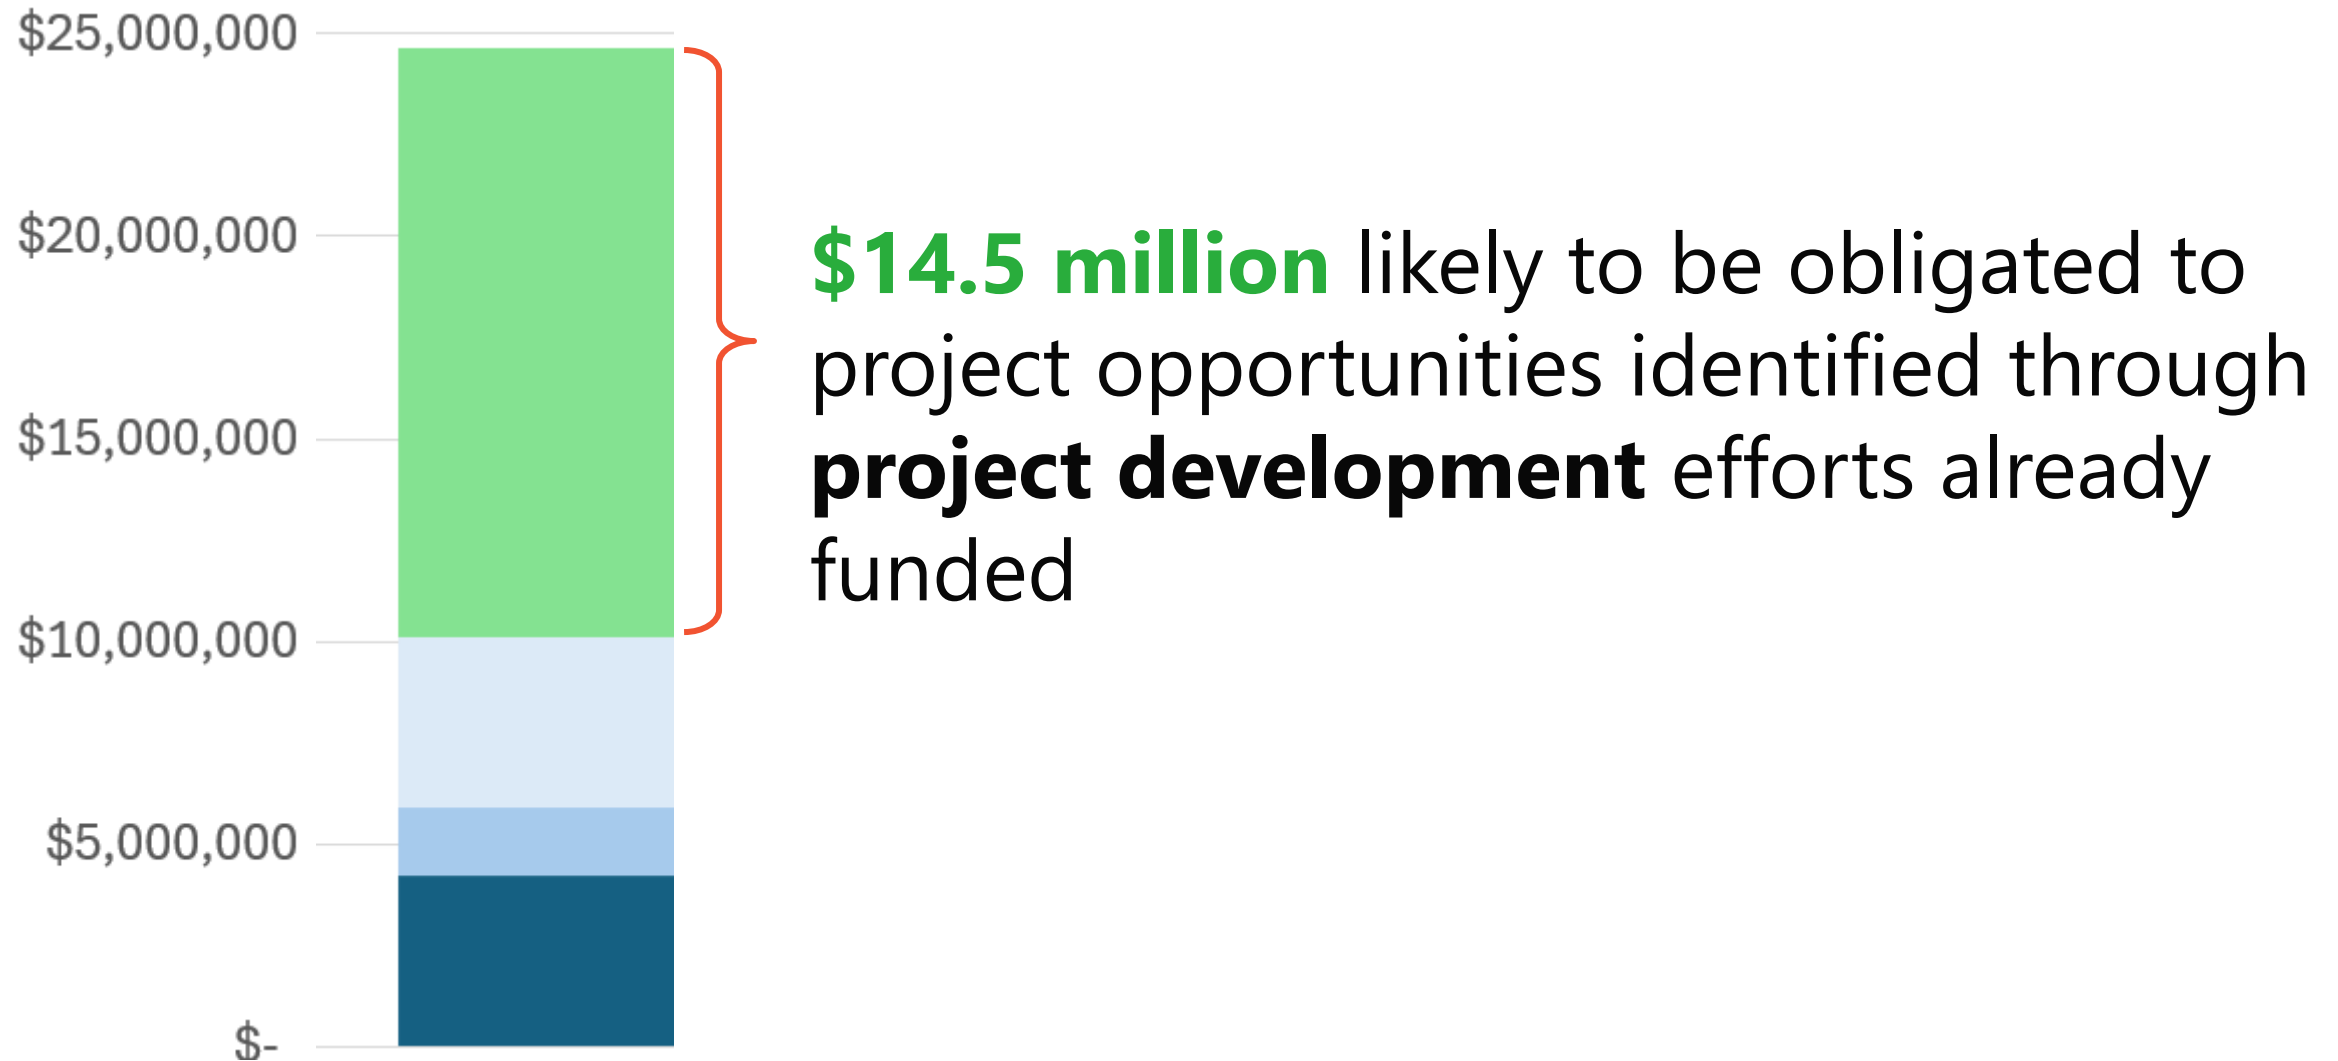 $25,000,000
$20,000,000
$15,000,000
$10,000,000
$5,000,000
$-
$14.5 million likely to be obligated to
project opportunities identified through
project development efforts already
funded